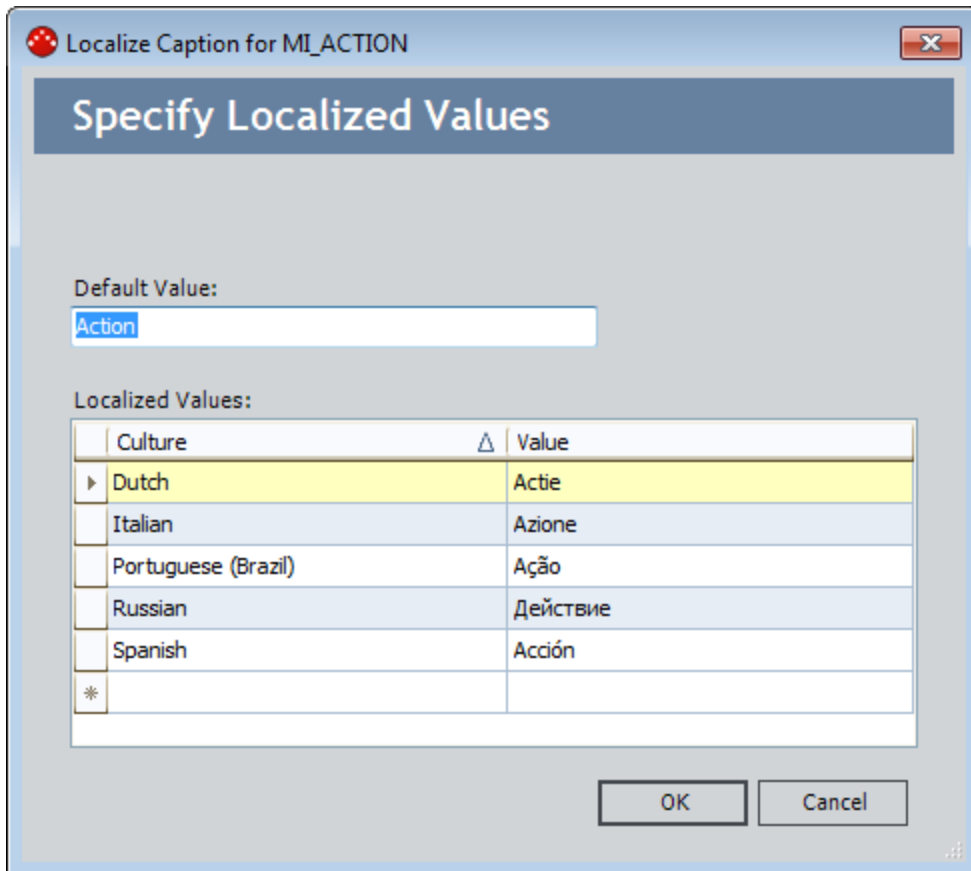 Localize Caption for MI_ACTION
Specify Localized Values
Default Value:
Action
Localized Values:
Culture Value
Dutch Actie
Italian Azione
Portuguese (Brazil) Ação
Russian Действие
Spanish Acción
OK Cancel